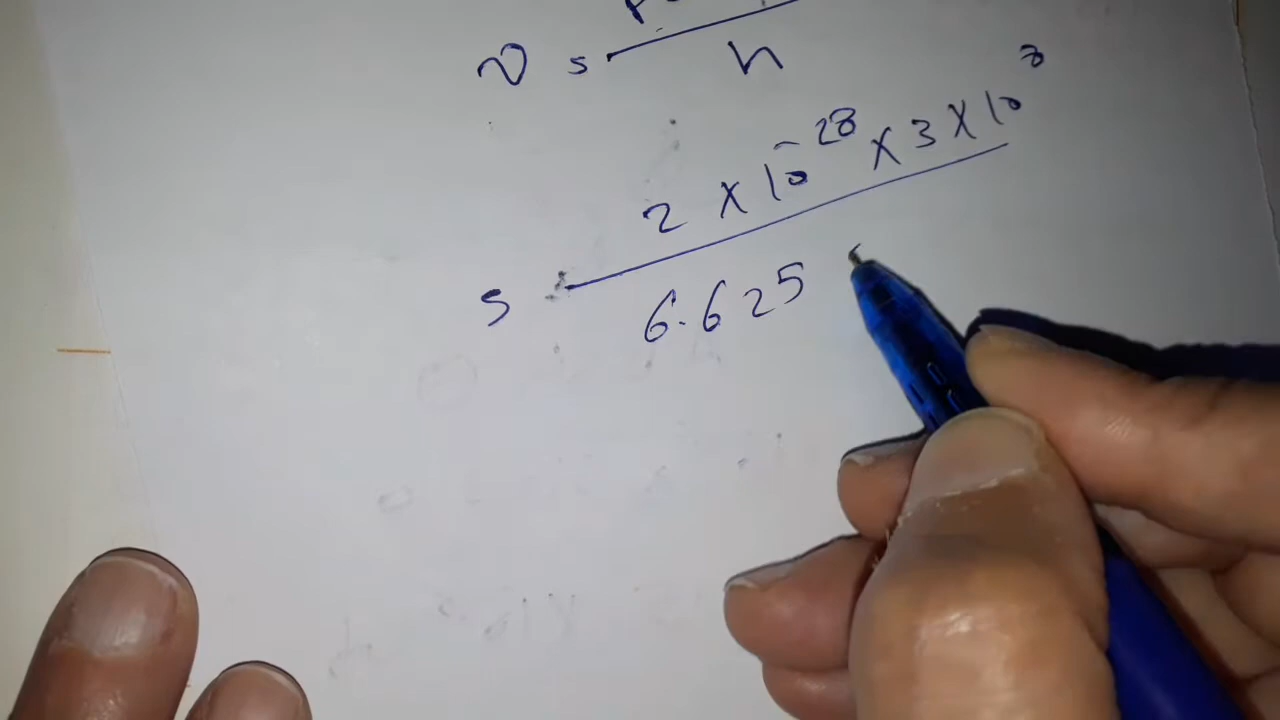 ν =
h
= 2 × 10⁻²⁸ × 3 × 10⁸
6.625